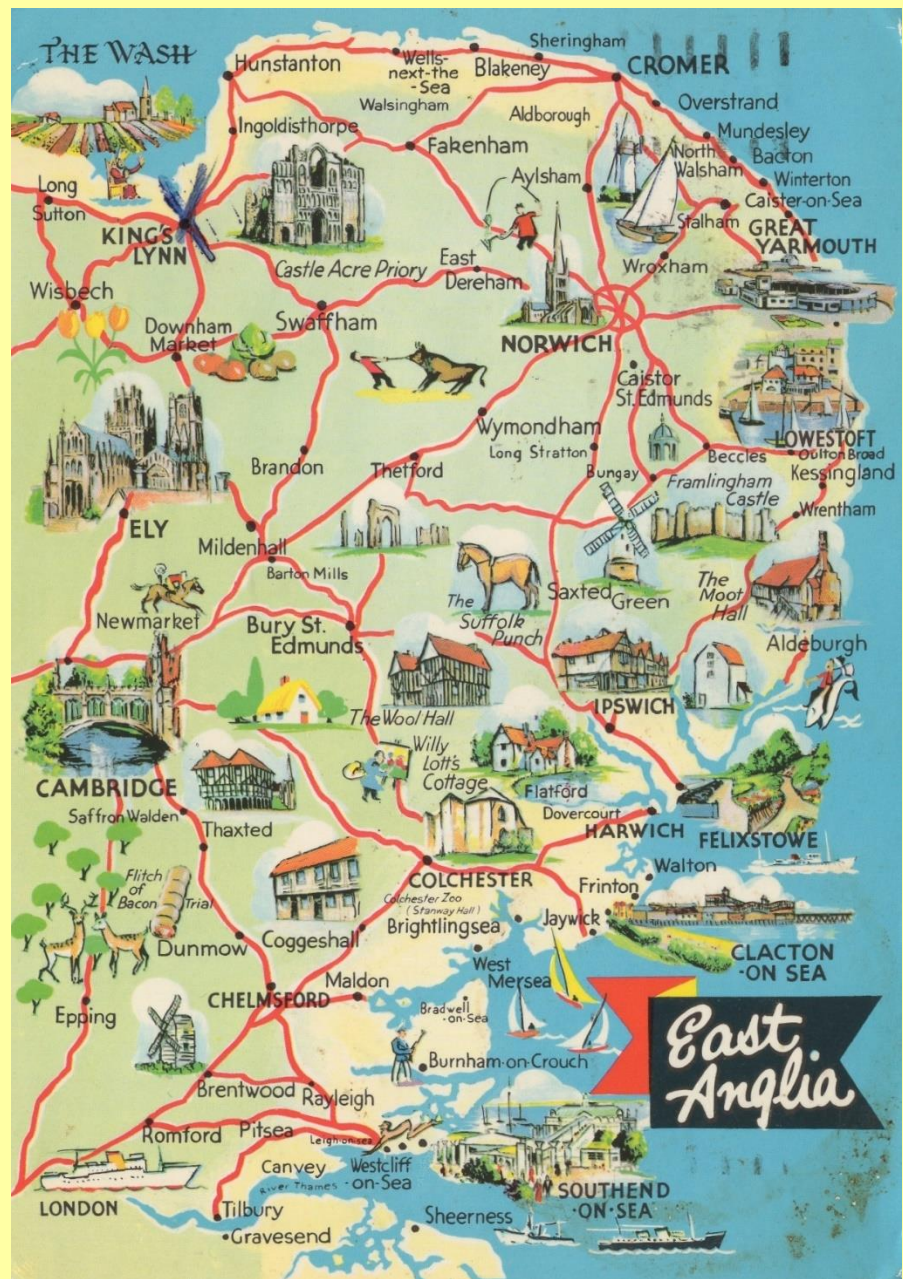 THE WASH
Hunstanton
Wells-
next-the-
Sea
Sheringham
Blakeney
CROMER
Walsingham
Aldborough
Overstrand
Ingoldisthorpe
Fakenham
Mundesley
Bacton
North
Walsham
Long
Sutton
Aylsham
Winterton
Caister-on-Sea
KING'S
LYNN
Stalham
GREAT
YARMOUTH
Castle Acre Priory
East
Dereham
Wroxham
Wisbech
Downham
Market
Swaffham
NORWICH
Caistor
St. Edmunds
Wymondham
Long Stratton
LOWESTOFT
Oulton Broad
Brandon
Thetford
Bungay
Beccles
Kessingland
Framlingham
Castle
Wrentham
ELY
Mildenhall
Barton Mills
Newmarket
The
Suffolk
Punch
Saxted
Green
The
Moot
Hall
Bury St.
Edmunds
Aldeburgh
The Wool Hall
IPSWICH
Willy
Lott's
Cottage
CAMBRIDGE
Flatford
Saffron Walden
Thaxted
Dovercourt
HARWICH
FELIXSTOWE
Flitch
of
Bacon
Trial
COLCHESTER
Colchester Zoo
(Stanway Hall)
Walton
Frinton
Dunmow
Coggeshall
Brightlingsea
Jaywick
CLACTON
-ON SEA
West
Mersea
CHELMSFORD
Maldon
Bradwell
-on-Sea
Epping
East
Anglia
Burnham-on-Crouch
Brentwood
Rayleigh
Romford
Pitsea
Leigh-on-sea
Canvey
River Thames
Westcliff
-on-Sea
SOUTHEND
-ON-SEA
LONDON
Tilbury
Gravesend
Sheerness